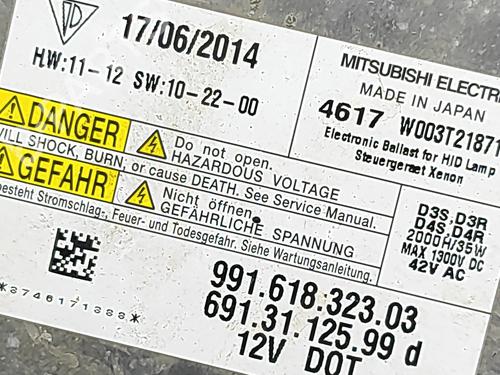 17/06/2014
H.W:11-12 SW:10-22-00
MITSUBISHI ELECTRI
MADE IN JAPAN
4617 W003T21871
Electronic Ballast for HID Lamp
Steuergeraet Xenon
DANGER
Do not open.
HAZARDOUS VOLTAGE
WILL SHOCK, BURN, or cause DEATH. See Service Manual.
GEFAHR
Nicht öffnen.
GEFÄHRLICHE SPANNUNG
besteht Stromschlag-, Feuer- und Todesgefahr. Siehe Wartungsanleitung.
D3S, D3R
D4S, D4R
2000H/35W
MAX 1300V DC
42V AC
*8746171388*
991.618.323.03
691.31.125.99 d
12V DOT